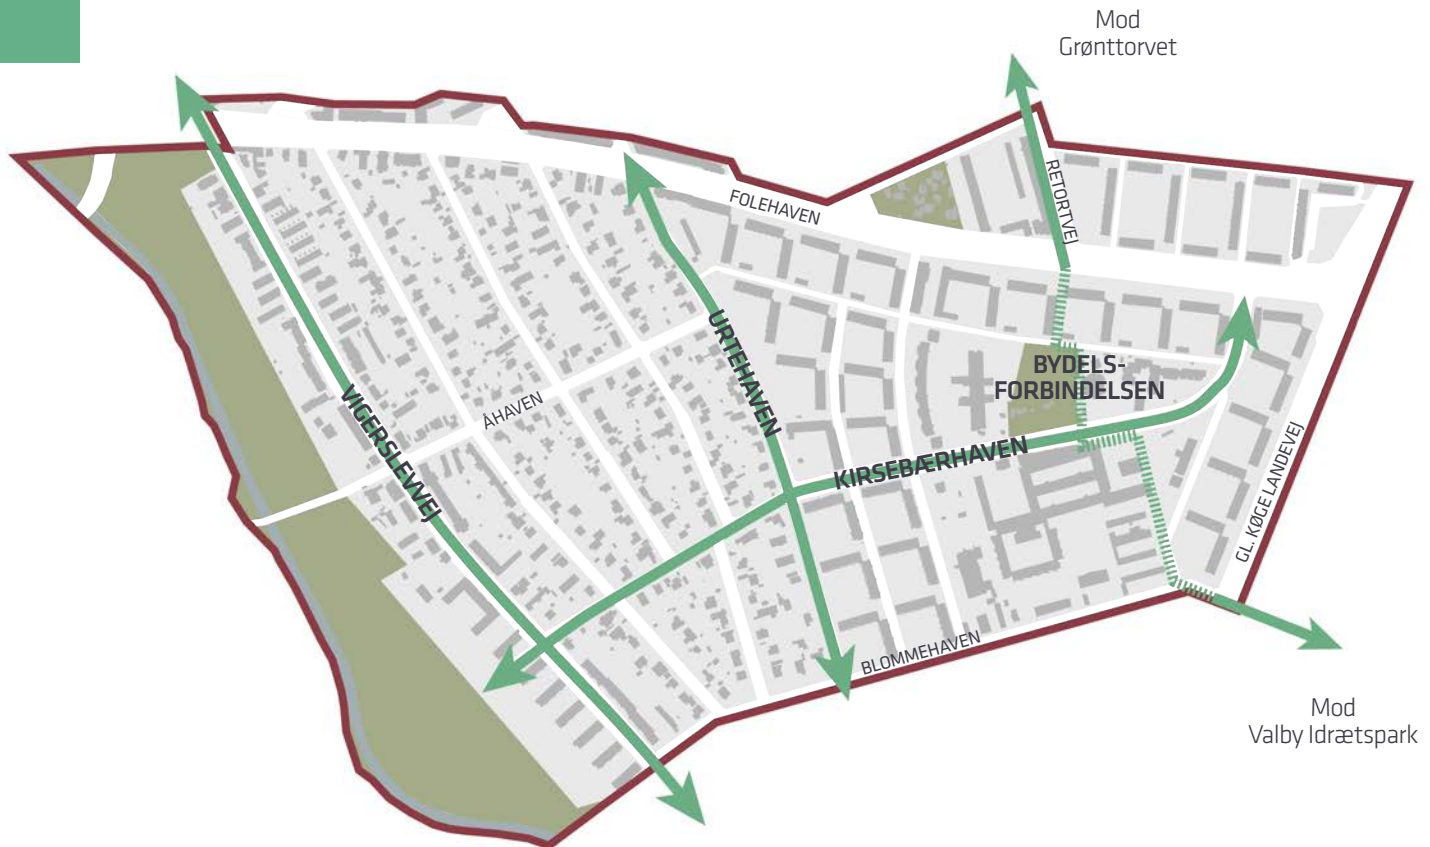 Mod
Grønttorvet
RETORTVEJ
FOLEHAVEN
URTEHAVEN
BYDELS-
FORBINDELSEN
VIGERSLEVVEJ
ÅHAVEN
KIRSEBÆRHAVEN
GL. KØGE LANDEVEJ
BLOMMEHAVEN
Mod
Valby Idrætspark